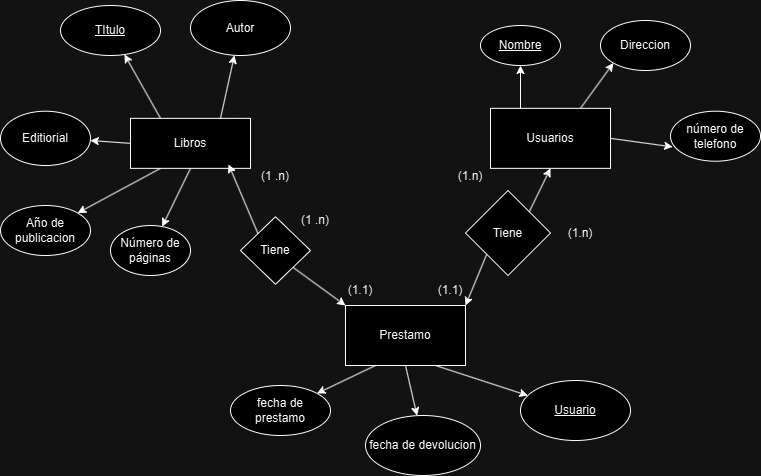 TÍtulo
Autor
Nombre
Direccion
Editiorial
Libros
Usuarios
número de
telefono
(1 .n)
(1.n)
Año de
publicacion
Número de
páginas
(1 .n)
Tiene
Tiene
(1.n)
(1.1)
(1.1)
Prestamo
fecha de
prestamo
fecha de devolucion
Usuario